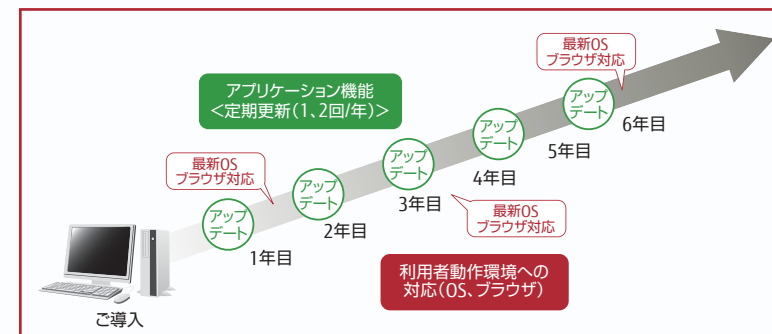 最新OS
ブラウザ対応
アプリケーション機能
<定期更新(1、2回/年)>
アップ
デート
6年目
アップ
デート
5年目
最新OS
ブラウザ対応
アップ
デート
4年目
アップ
デート
3年目
最新OS
ブラウザ対応
アップ
デート
2年目
1年目
利用者動作環境への
対応(OS、ブラウザ)
ご導入